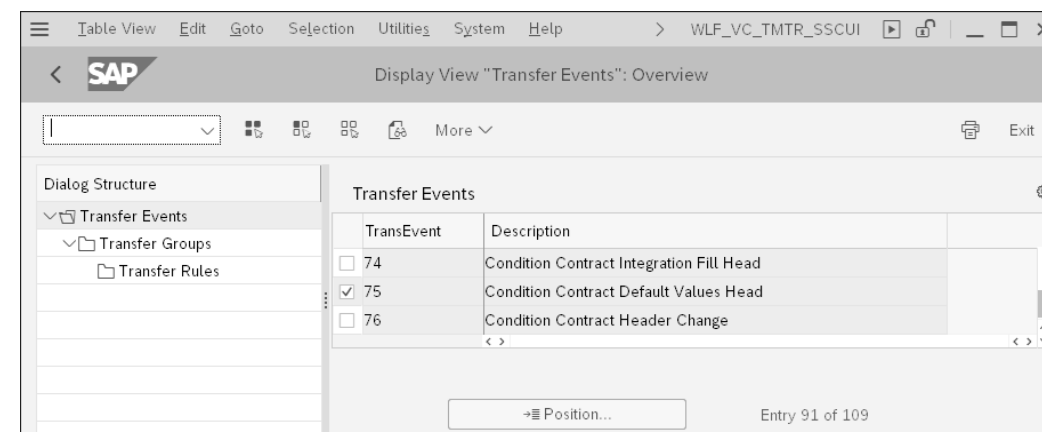 Table View Edit Goto Selection Utilities System Help > WLF_VC_TMTR_SSCUI
SAP Display View "Transfer Events": Overview
More Exit
Dialog Structure
Transfer Events
Transfer Groups
Transfer Rules
Transfer Events
TransEvent Description
74 Condition Contract Integration Fill Head
75 Condition Contract Default Values Head
76 Condition Contract Header Change
Position... Entry 91 of 109